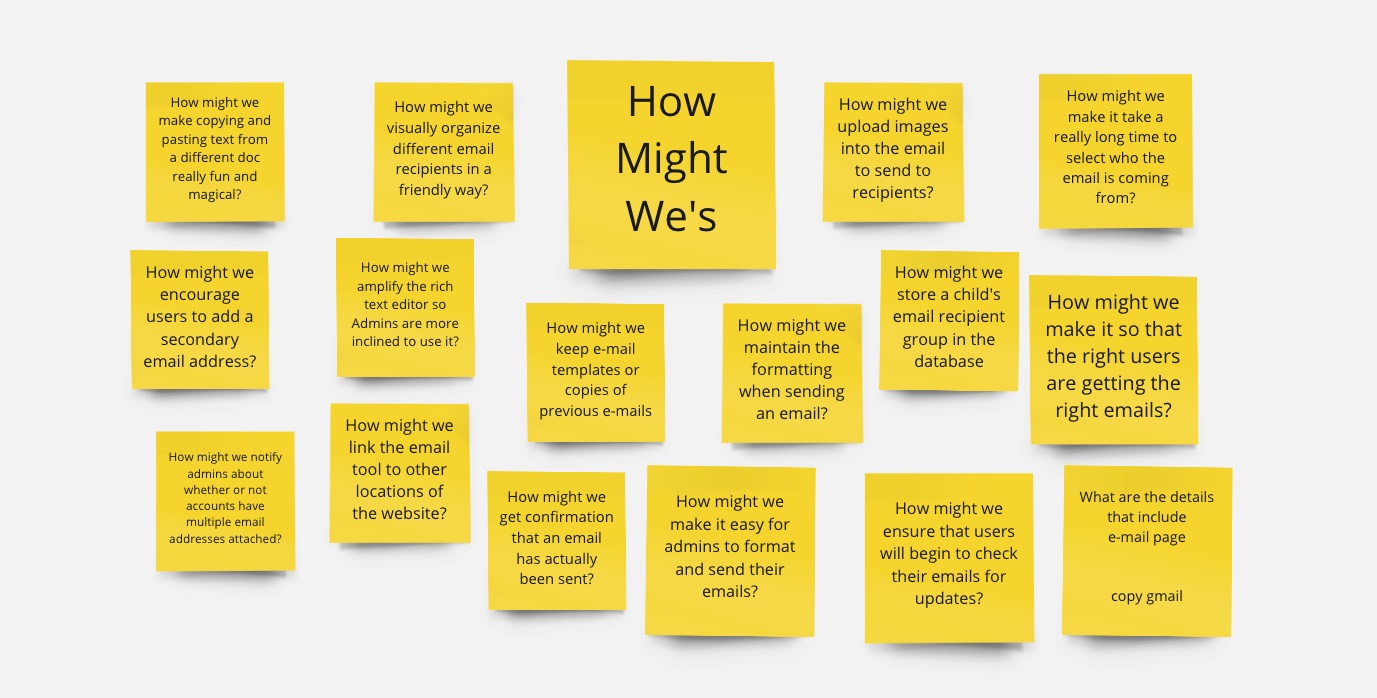 How might we
make copying and
pasting text from
a different doc
really fun and
magical?
How might we
visually organize
different email
recipients in a
friendly way?
How
Might
We's
How might we
upload images
into the email
to send to
recipients?
How might we
make it take a
really long time to
select who the
email is coming
from?
How might we
encourage
users to add a
secondary
email address?
How might we
amplify the rich
text editor so
Admins are more
inclined to use it?
How might we
keep e-mail
templates or
copies of
previous e-mails
How might we
maintain the
formatting
when sending
an email?
How might we
store a child's
email recipient
group in the
database
How might we
make it so that
the right users
are getting the
right emails?
How might we notify
admins about
whether or not
accounts have
multiple email
addresses attached?
How might we
link the email
tool to other
locations of
the website?
How might we
get confirmation
that an email
has actually
been sent?
How might we
make it easy for
admins to format
and send their
emails?
How might we
ensure that users
will begin to check
their emails for
updates?
What are the details
that include
e-mail page
copy gmail